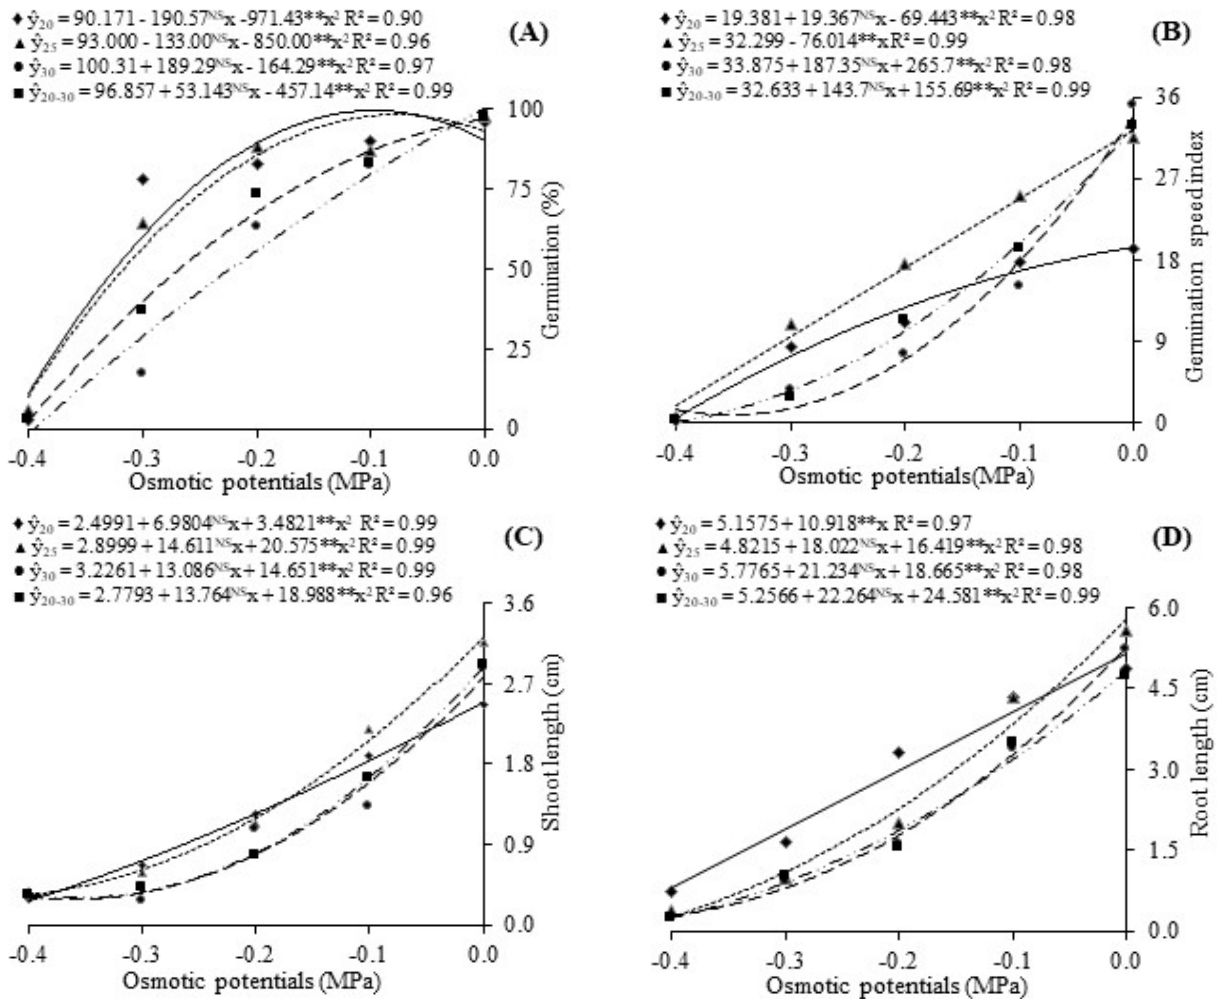 ♦ ŷ20 = 90.171 - 190.57NSx - 971.43**x² R² = 0.90
▲ ŷ25 = 93.000 - 133.00NSx - 850.00**x² R² = 0.96
● ŷ30 = 100.31 + 189.29NSx - 164.29**x² R² = 0.97
■ ŷ20-30 = 96.857 + 53.143NSx - 457.14**x² R² = 0.99
(A)
100
75
50
25
0
Germination (%)
-0.4 -0.3 -0.2 -0.1 0.0
Osmotic potentials (MPa)
♦ ŷ20 = 19.381 + 19.367NSx - 69.443**x² R² = 0.98
▲ ŷ25 = 32.299 - 76.014**x R² = 0.99
● ŷ30 = 33.875 + 187.35NSx + 265.7**x² R² = 0.98
■ ŷ20-30 = 32.633 + 143.7NSx + 155.69**x² R² = 0.99
(B)
36
27
18
9
0
Germination speed index
-0.4 -0.3 -0.2 -0.1 0.0
Osmotic potentials (MPa)
♦ ŷ20 = 2.4991 + 6.9804NSx + 3.4821**x² R² = 0.99
▲ ŷ25 = 2.8999 + 14.611NSx + 20.575**x² R² = 0.99
● ŷ30 = 3.2261 + 13.086NSx + 14.651**x² R² = 0.99
■ ŷ20-30 = 2.7793 + 13.764NSx + 18.988**x² R² = 0.96
(C)
3.6
2.7
1.8
0.9
0.0
Shoot length (cm)
-0.4 -0.3 -0.2 -0.1 0.0
Osmotic potentials (MPa)
♦ ŷ20 = 5.1575 + 10.918**x R² = 0.97
▲ ŷ25 = 4.8215 + 18.022NSx + 16.419**x² R² = 0.98
● ŷ30 = 5.7765 + 21.234NSx + 18.665**x² R² = 0.98
■ ŷ20-30 = 5.2566 + 22.264NSx + 24.581**x² R² = 0.99
(D)
6.0
4.5
3.0
1.5
0.0
Root length (cm)
-0.4 -0.3 -0.2 -0.1 0.0
Osmotic potentials (MPa)